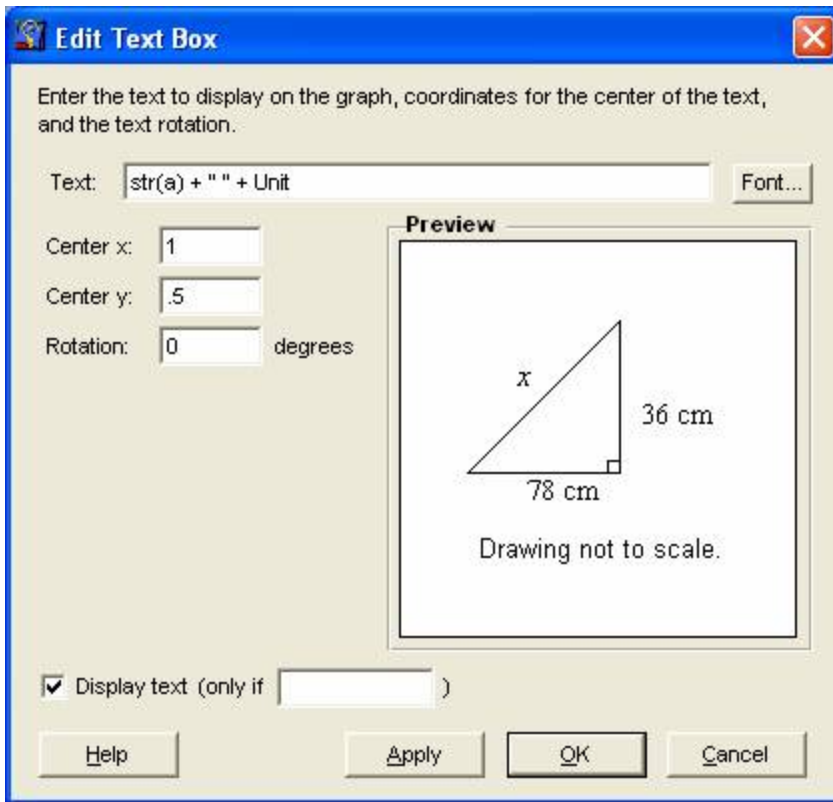 Edit Text Box
Enter the text to display on the graph, coordinates for the center of the text,
and the text rotation.
Text: str(a) + " " + Unit Font...
Center x: 1
Center y: .5
Rotation: 0 degrees
Preview
x
36 cm
78 cm
Drawing not to scale.
Display text (only if )
Help Apply OK Cancel